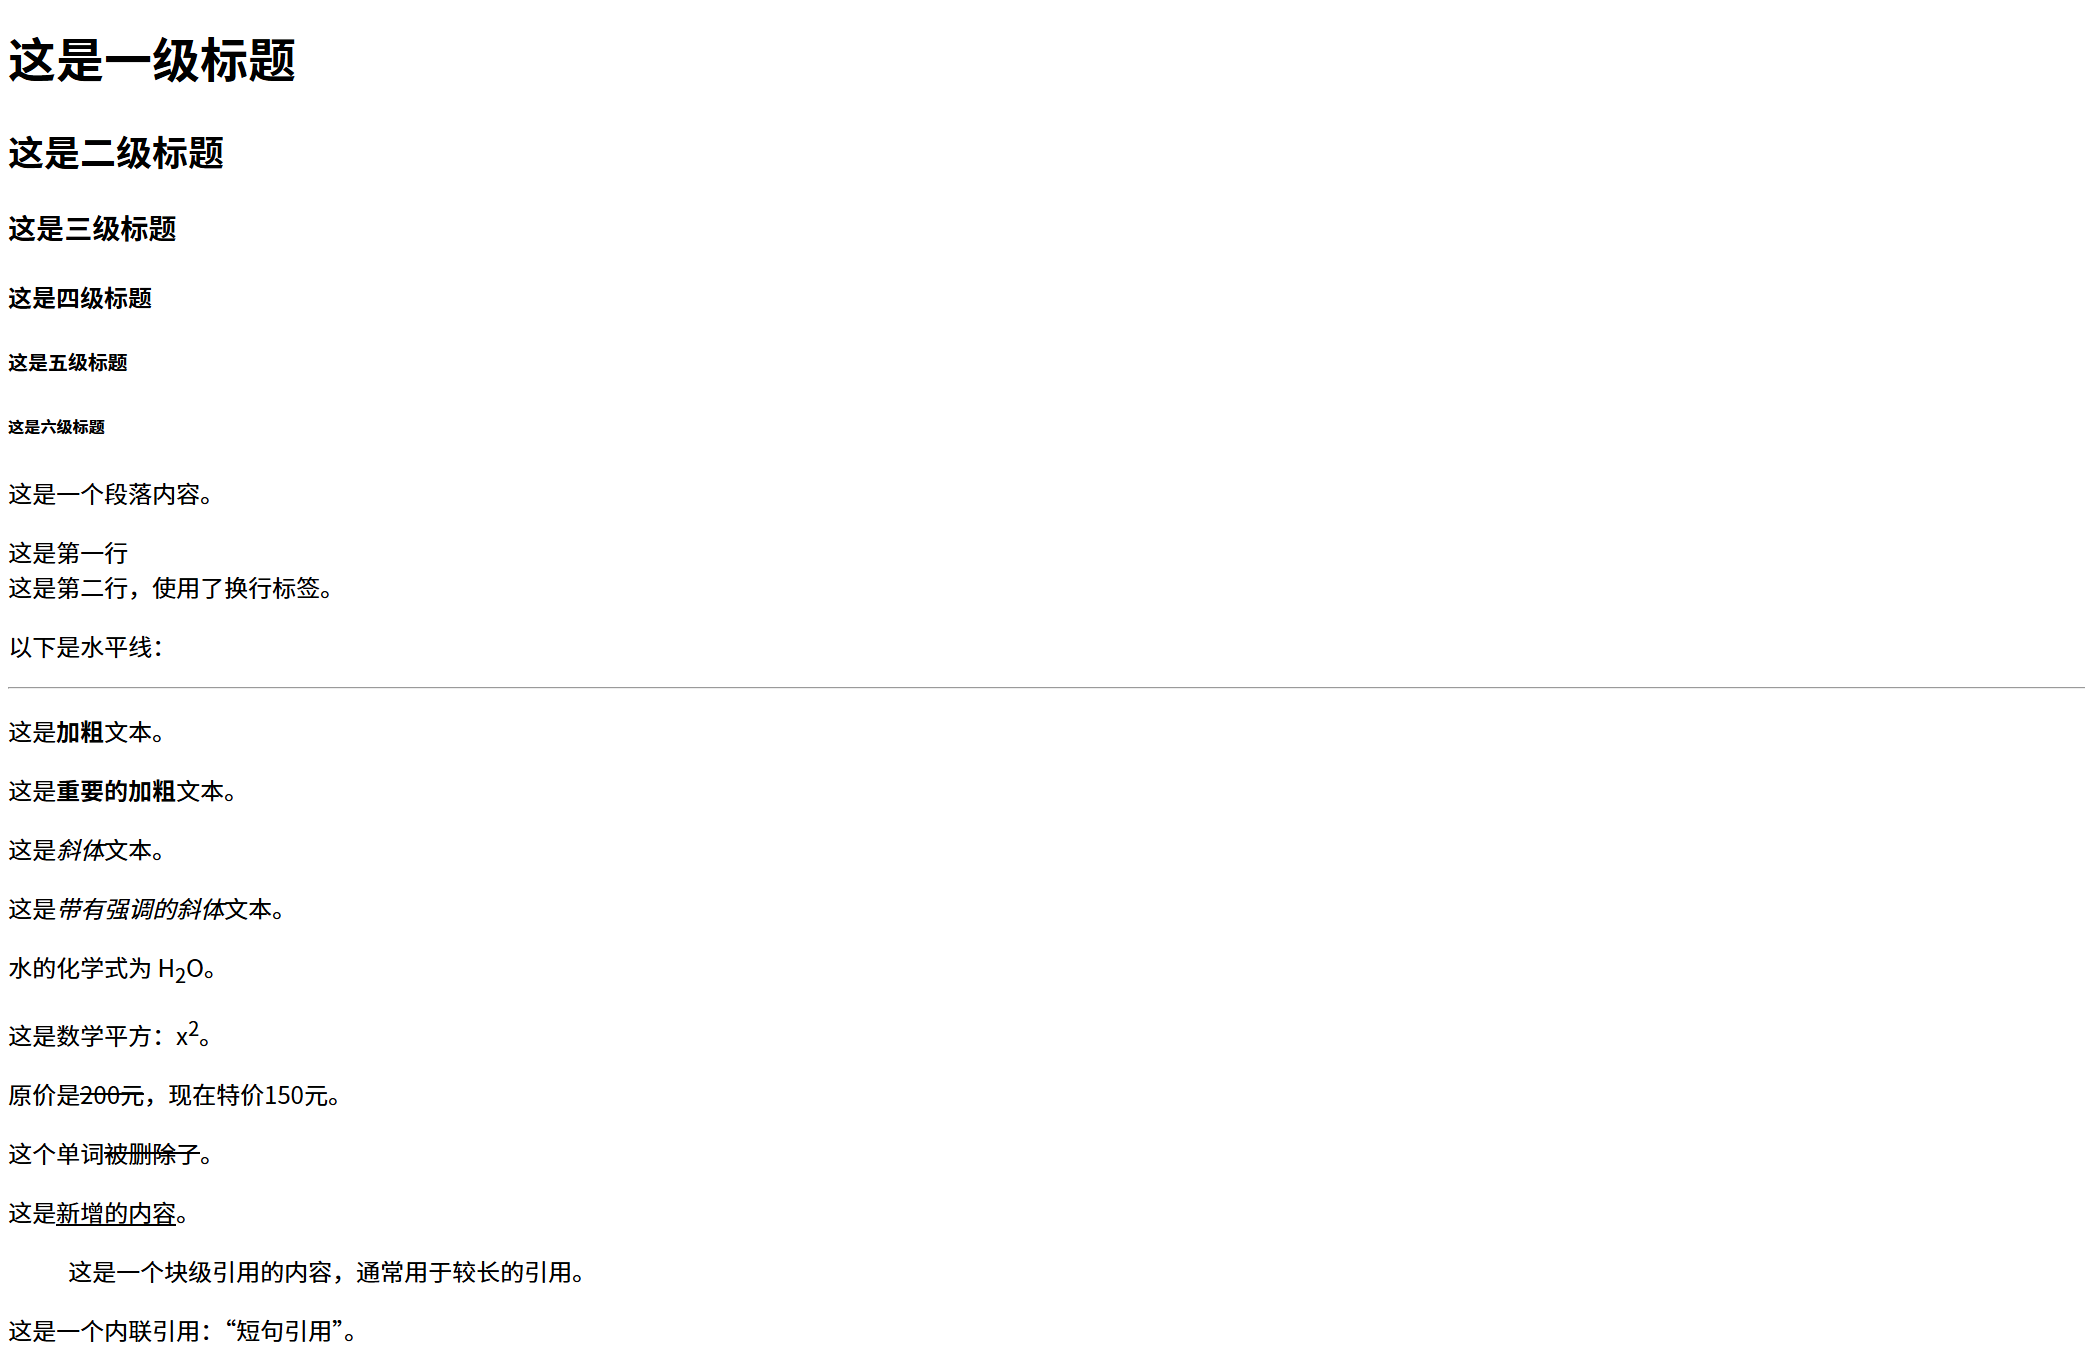 这是一级标题
这是二级标题
这是三级标题
这是四级标题
这是五级标题
这是六级标题
这是一个段落内容。
这是第一行
这是第二行，使用了换行标签。
以下是水平线：
这是加粗文本。
这是重要的加粗文本。
这是斜体文本。
这是带有强调的斜体文本。
水的化学式为 H₂O。
这是数学平方：x²。
原价是200元，现在特价150元。
这个单词被删除了。
这是新增的内容。
这是一个块级引用的内容，通常用于较长的引用。
这是一个内联引用：“短句引用”。